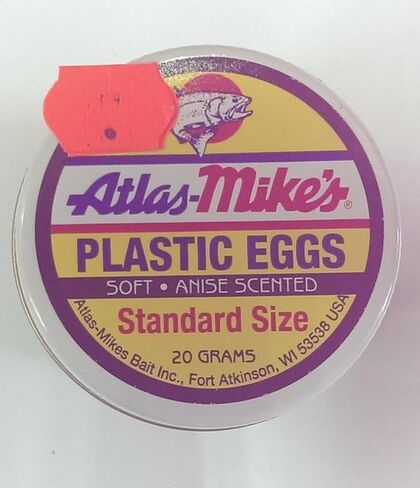 Atlas-Mike's®
PLASTIC EGGS
SOFT • ANISE SCENTED
Standard Size
20 GRAMS
Atlas-Mikes Bait Inc., Fort Atkinson, WI 53538 USA